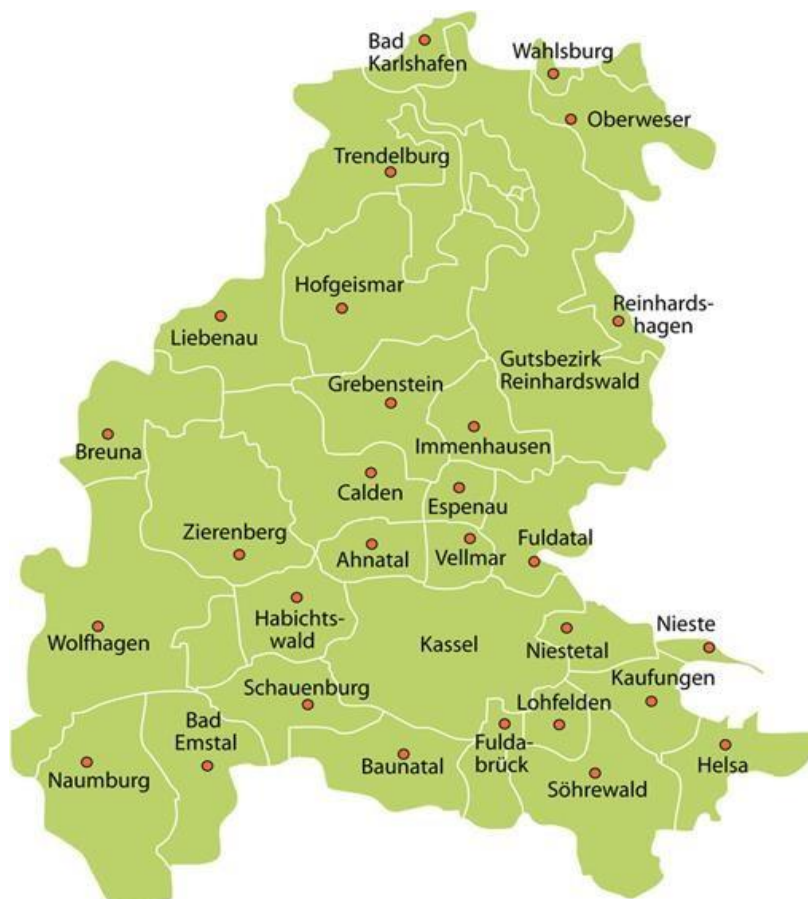 Bad
Karlshafen
Wahlsburg
Oberweser
Trendelburg
Hofgeismar
Liebenau
Reinhards-
hagen
Gutsbezirk
Reinhardswald
Grebenstein
Immenhausen
Breuna
Calden
Espenau
Zierenberg
Ahnatal
Vellmar
Fuldatal
Habichts-
wald
Wolfhagen
Kassel
Niestetal
Nieste
Kaufungen
Schauenburg
Lohfelden
Bad
Emstal
Naumburg
Baunatal
Fulda-
brück
Söhrewald
Helsa